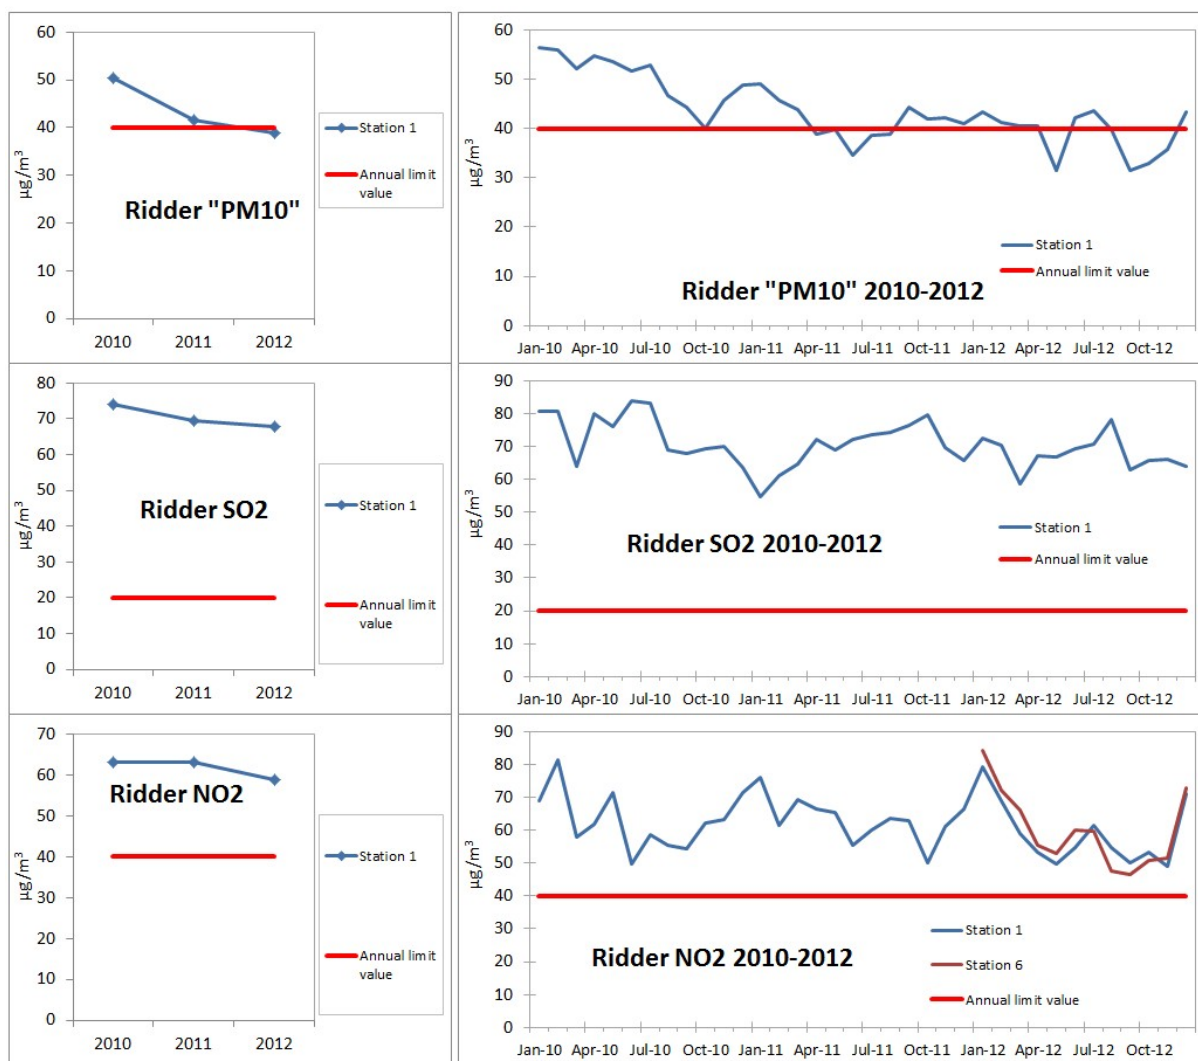 60
50
40
30
20
10
0
µg/m³
2010 2011 2012
Ridder "PM10"
Station 1
Annual limit
value
60
50
40
30
20
10
0
µg/m³
Jan-10 Apr-10 Jul-10 Oct-10 Jan-11 Apr-11 Jul-11 Oct-11 Jan-12 Apr-12 Jul-12 Oct-12
Station 1
Annual limit value
Ridder "PM10" 2010-2012
80
70
60
50
40
30
20
10
0
µg/m³
2010 2011 2012
Ridder SO2
Station 1
Annual limit
value
90
80
70
60
50
40
30
20
10
0
µg/m³
Jan-10 Apr-10 Jul-10 Oct-10 Jan-11 Apr-11 Jul-11 Oct-11 Jan-12 Apr-12 Jul-12 Oct-12
Ridder SO2 2010-2012
Station 1
Annual limit value
70
60
50
40
30
20
10
0
µg/m³
2010 2011 2012
Ridder NO2
Station 1
Annual limit
value
90
80
70
60
50
40
30
20
10
0
µg/m³
Jan-10 Apr-10 Jul-10 Oct-10 Jan-11 Apr-11 Jul-11 Oct-11 Jan-12 Apr-12 Jul-12 Oct-12
Ridder NO2 2010-2012
Station 1
Station 6
Annual limit value